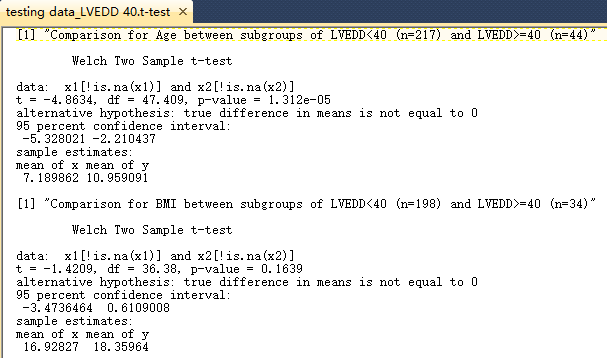 testing data_LVEDD 40.t-test ×
[1] "Comparison for Age between subgroups of LVEDD<40 (n=217) and LVEDD>=40 (n=44)"
Welch Two Sample t-test
data:  x1[!is.na(x1)] and x2[!is.na(x2)]
t = -4.8634, df = 47.409, p-value = 1.312e-05
alternative hypothesis: true difference in means is not equal to 0
95 percent confidence interval:
-5.328021 -2.210437
sample estimates:
mean of x mean of y
7.189862 10.959091
[1] "Comparison for BMI between subgroups of LVEDD<40 (n=198) and LVEDD>=40 (n=34)"
Welch Two Sample t-test
data:  x1[!is.na(x1)] and x2[!is.na(x2)]
t = -1.4209, df = 36.38, p-value = 0.1639
alternative hypothesis: true difference in means is not equal to 0
95 percent confidence interval:
-3.4736464  0.6109008
sample estimates:
mean of x mean of y
16.92827  18.35964